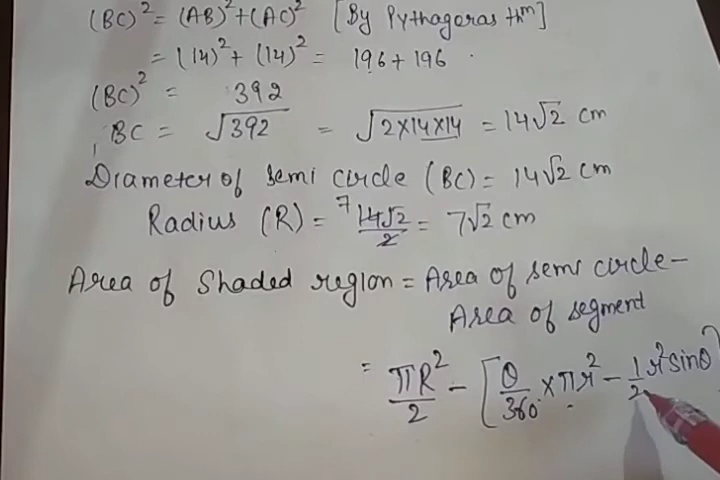 (BC)² = (AB)² + (AC)² [By Pythagoras thᵐ]
= (14)² + (14)² = 196 + 196
(BC)² = 392
BC = √392 = √2×14×14 = 14√2 cm
Diameter of semi circle (BC) = 14√2 cm
Radius (R) = 7 14√2/2 = 7√2 cm
Area of Shaded region = Area of semi circle –
Area of segment
= πR²/2 – [θ/360 × πr² – 1/2 r² sinθ]